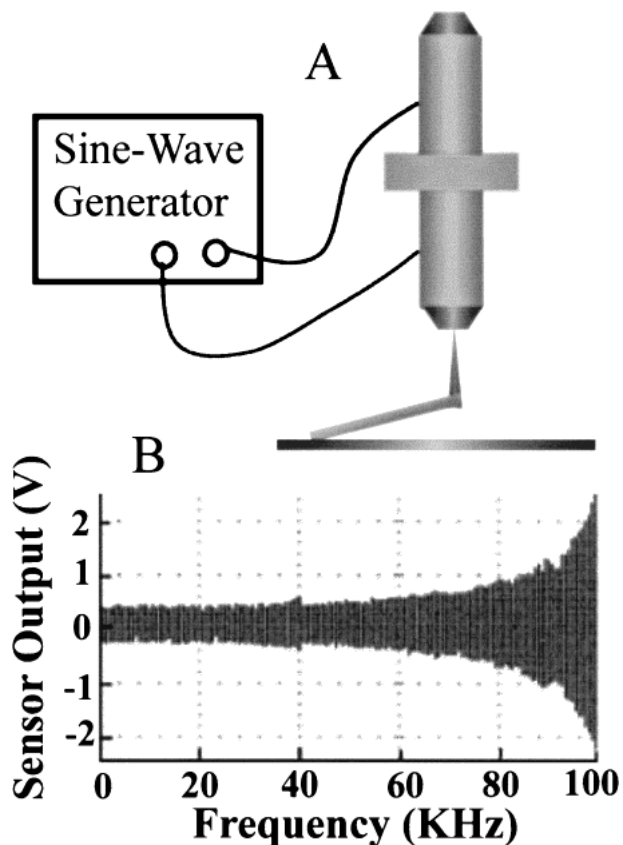 A
Sine-Wave
Generator
B
Sensor Output (V)
2
1
0
-1
-2
0 20 40 60 80 100
Frequency (KHz)